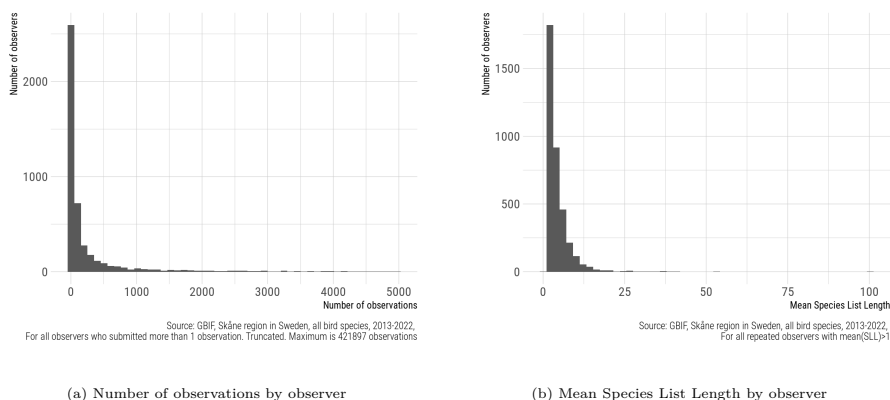 Number of observers
2000
1000
0
0 1000 2000 3000 4000 5000
Number of observations
Source: GBIF, Skåne region in Sweden, all bird species, 2013-2022,
For all observers who submitted more than 1 observation. Truncated. Maximum is 421897 observations
(a) Number of observations by observer
Number of observers
1500
1000
500
0
0 25 50 75 100
Mean Species List Length
Source: GBIF, Skåne region in Sweden, all bird species, 2013-2022,
For all repeated observers with mean(SLL)>1
(b) Mean Species List Length by observer